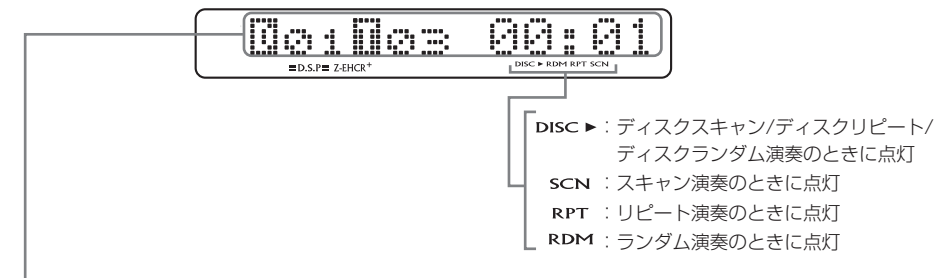 01 03 00:01
〓D.S.P〓 Z-EHCR⁺ DISC ► RDM RPT SCN
DISC ►：ディスクスキャン/ディスクリピート/
ディスクランダム演奏のときに点灯
SCN：スキャン演奏のときに点灯
RPT：リピート演奏のときに点灯
RDM：ランダム演奏のときに点灯